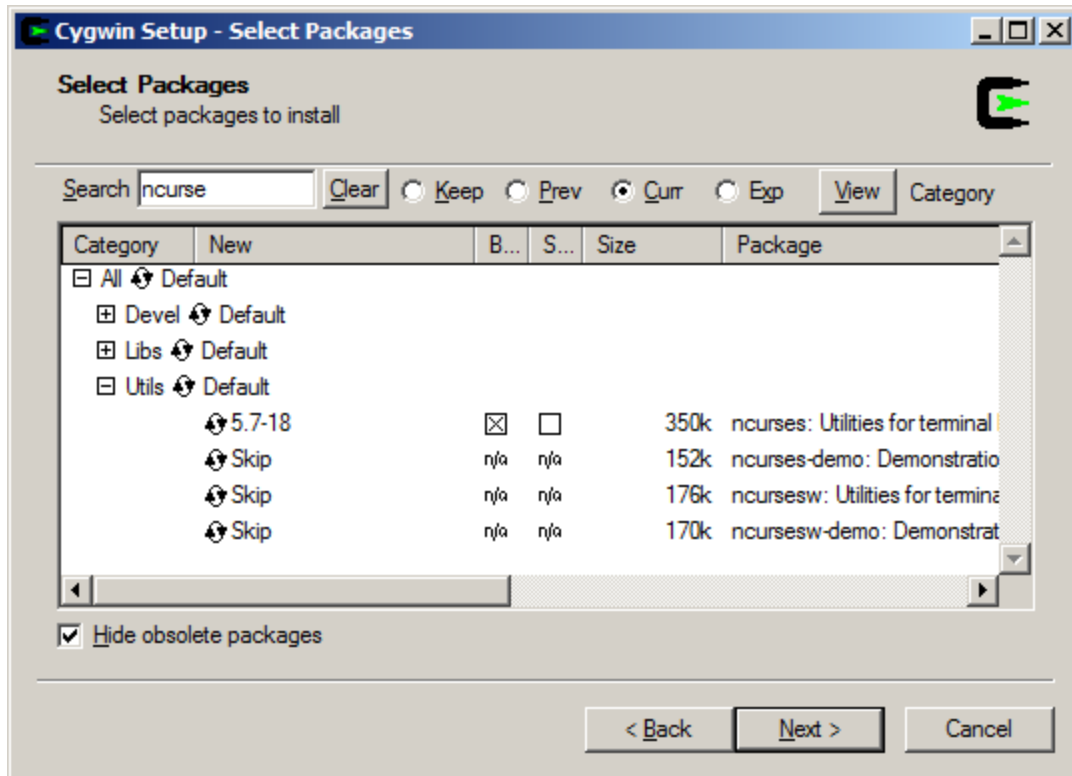 Cygwin Setup - Select Packages
Select Packages
Select packages to install
Search ncurse Clear Keep Prev Curr Exp View Category
Category New B... S... Size Package
All Default
Devel Default
Libs Default
Utils Default
5.7-18 350k ncurses: Utilities for terminal
Skip n/a n/a 152k ncurses-demo: Demonstratio
Skip n/a n/a 176k ncursesw: Utilities for termina
Skip n/a n/a 170k ncursesw-demo: Demonstrat
Hide obsolete packages
< Back Next > Cancel